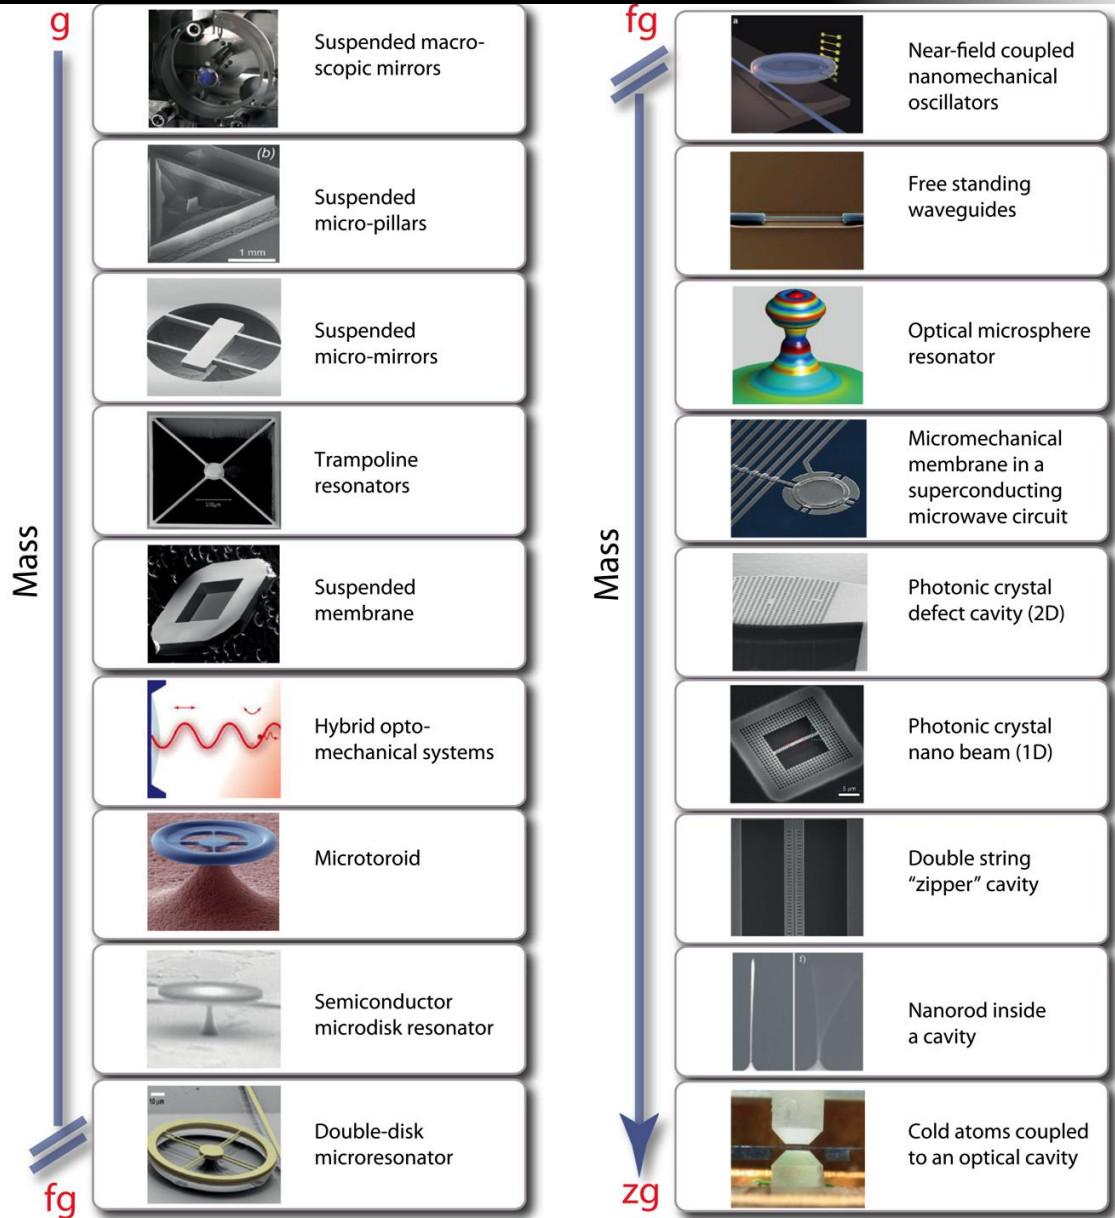 g
Mass
fg
Suspended macro-
scopic mirrors
(b)
1 mm
Suspended
micro-pillars
Suspended
micro-mirrors
Trampoline
resonators
Suspended
membrane
Hybrid opto-
mechanical systems
Microtoroid
Semiconductor
microdisk resonator
10 µm
Double-disk
microresonator
fg
Mass
zg
a
Near-field coupled
nanomechanical
oscillators
Free standing
waveguides
Optical microsphere
resonator
Micromechanical
membrane in a
superconducting
microwave circuit
Photonic crystal
defect cavity (2D)
5 µm
Photonic crystal
nano beam (1D)
Double string
“zipper” cavity
f)
Nanorod inside
a cavity
Cold atoms coupled
to an optical cavity